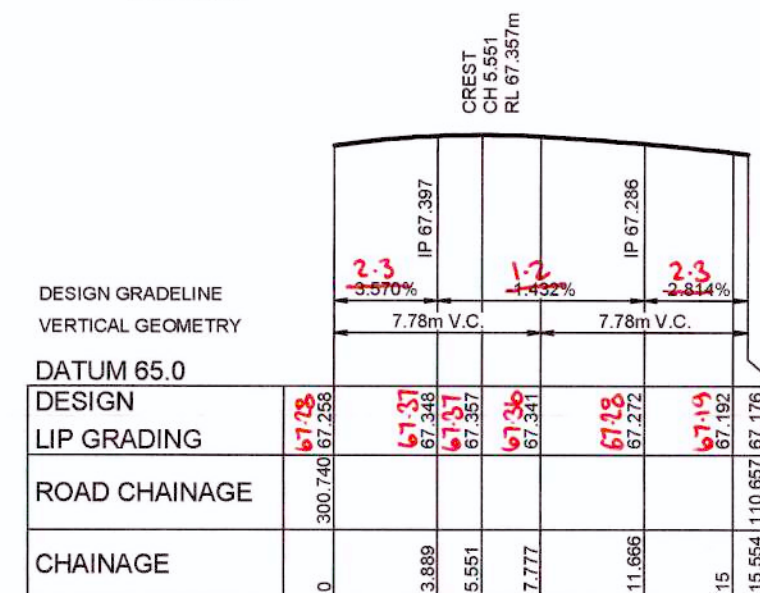 CREST
CH 5.551
RL 67.357m
IP 67.397
IP 67.286
2.3
1.2
2.3
DESIGN GRADELINE
3.570%
-1.432%
-2.814%
VERTICAL GEOMETRY
7.78m V.C.
7.78m V.C.
DATUM 65.0
DESIGN
LIP GRADING
67.28
67.258
67.37
67.348
67.37
67.357
67.36
67.341
67.28
67.272
67.19
67.192
67.176
ROAD CHAINAGE
300.740
110.657
CHAINAGE
0
3.889
5.551
7.777
11.666
15
15.554